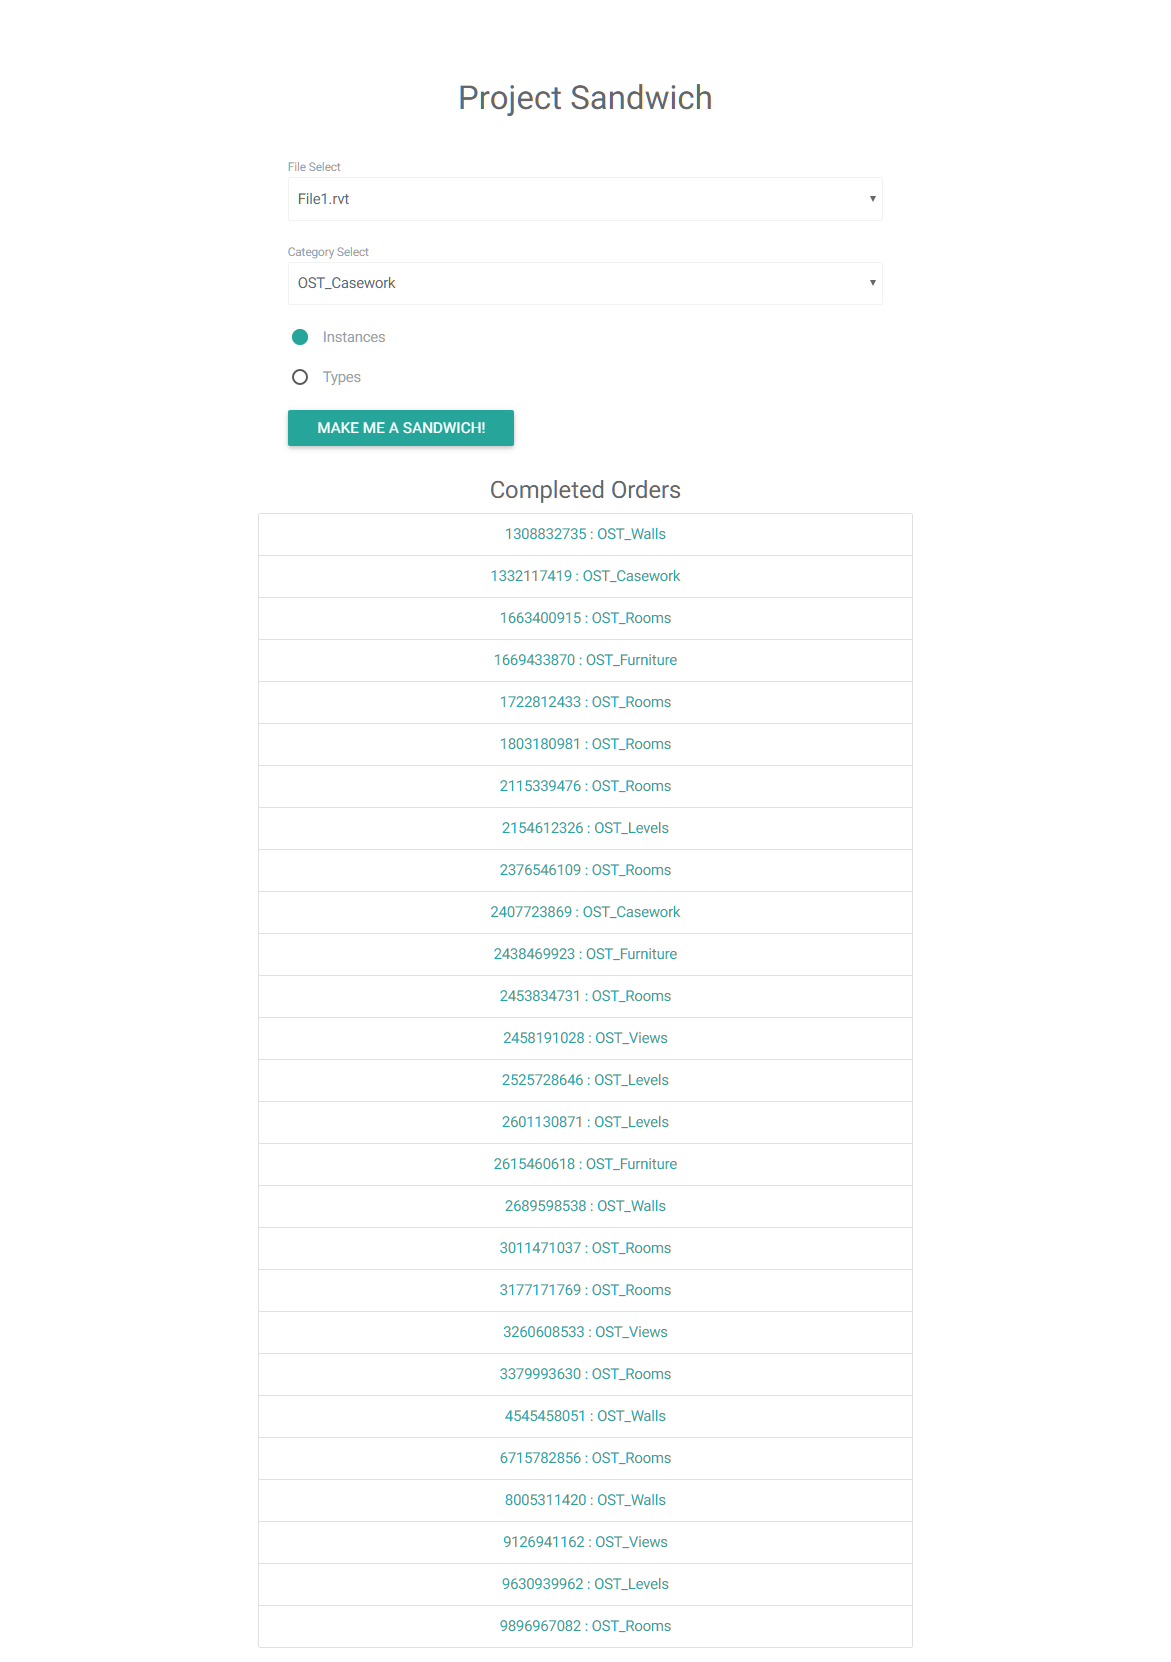 Project Sandwich
File Select
File1.rvt
Category Select
OST_Casework
Instances
Types
MAKE ME A SANDWICH!
Completed Orders
1308832735 : OST_Walls
1332117419 : OST_Casework
1663400915 : OST_Rooms
1669433870 : OST_Furniture
1722812433 : OST_Rooms
1803180981 : OST_Rooms
2115339476 : OST_Rooms
2154612326 : OST_Levels
2376546109 : OST_Rooms
2407723869 : OST_Casework
2438469923 : OST_Furniture
2453834731 : OST_Rooms
2458191028 : OST_Views
2525728646 : OST_Levels
2601130871 : OST_Levels
2615460618 : OST_Furniture
2689598538 : OST_Walls
3011471037 : OST_Rooms
3177171769 : OST_Rooms
3260608533 : OST_Views
3379993630 : OST_Rooms
4545458051 : OST_Walls
6715782856 : OST_Rooms
8005311420 : OST_Walls
9126941162 : OST_Views
9630939962 : OST_Levels
9896967082 : OST_Rooms